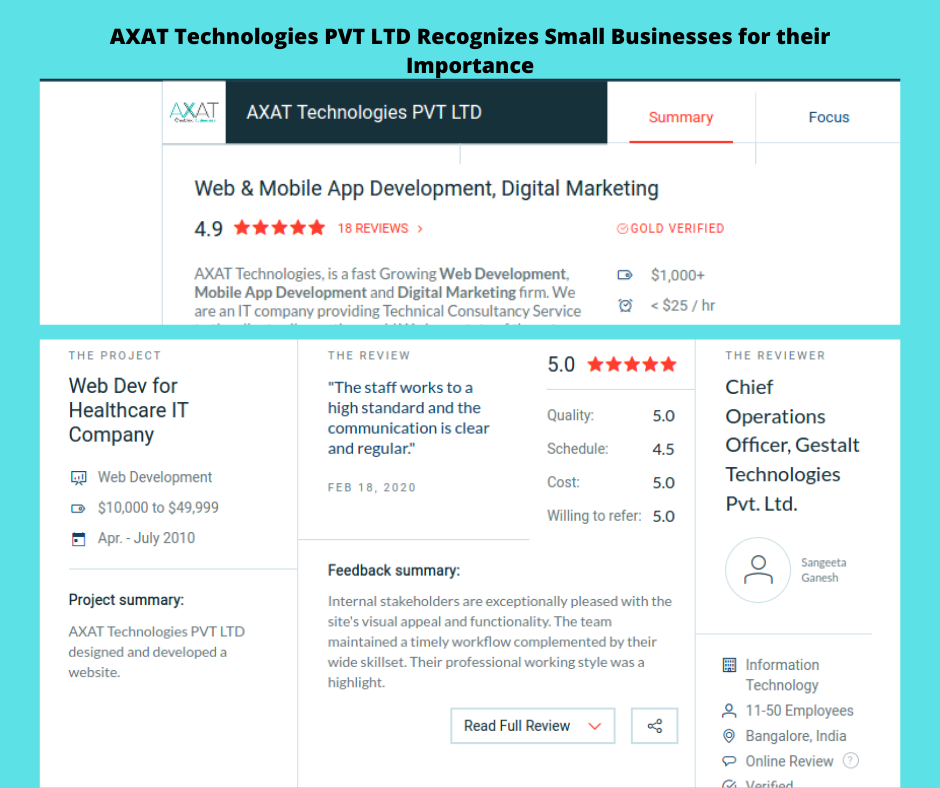 AXAT Technologies PVT LTD Recognizes Small Businesses for their
Importance
AXAT
AXAT Technologies PVT LTD
Summary
Focus
Web & Mobile App Development, Digital Marketing
4.9
18 REVIEWS
GOLD VERIFIED
AXAT Technologies, is a fast Growing Web Development,
Mobile App Development and Digital Marketing firm. We
are an IT company providing Technical Consultancy Service
$1,000+
< $25 / hr
THE PROJECT
Web Dev for
Healthcare IT
Company
Web Development
$10,000 to $49,999
Apr. - July 2010
Project summary:
AXAT Technologies PVT LTD
designed and developed a
website.
THE REVIEW
"The staff works to a
high standard and the
communication is clear
and regular."
FEB 18, 2020
5.0
Quality: 5.0
Schedule: 4.5
Cost: 5.0
Willing to refer: 5.0
Feedback summary:
Internal stakeholders are exceptionally pleased with the
site's visual appeal and functionality. The team
maintained a timely workflow complemented by their
wide skillset. Their professional working style was a
highlight.
Read Full Review
THE REVIEWER
Chief
Operations
Officer, Gestalt
Technologies
Pvt. Ltd.
Sangeeta
Ganesh
Information
Technology
11-50 Employees
Bangalore, India
Online Review ?
Verified